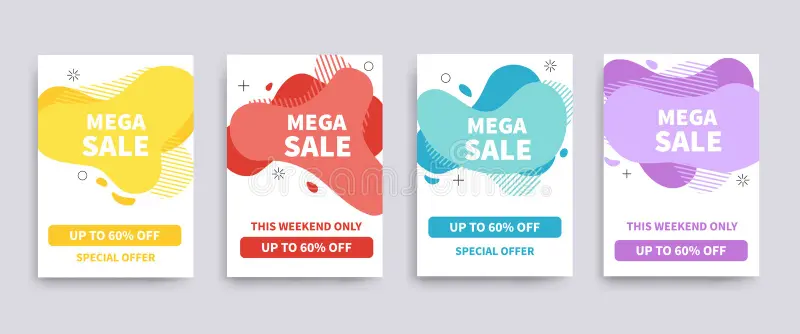 MEGA
SALE
UP TO 60% OFF
SPECIAL OFFER
MEGA
SALE
THIS WEEKEND ONLY
UP TO 60% OFF
MEGA
SALE
UP TO 60% OFF
SPECIAL OFFER
MEGA
SALE
THIS WEEKEND ONLY
UP TO 60% OFF
dreamstime